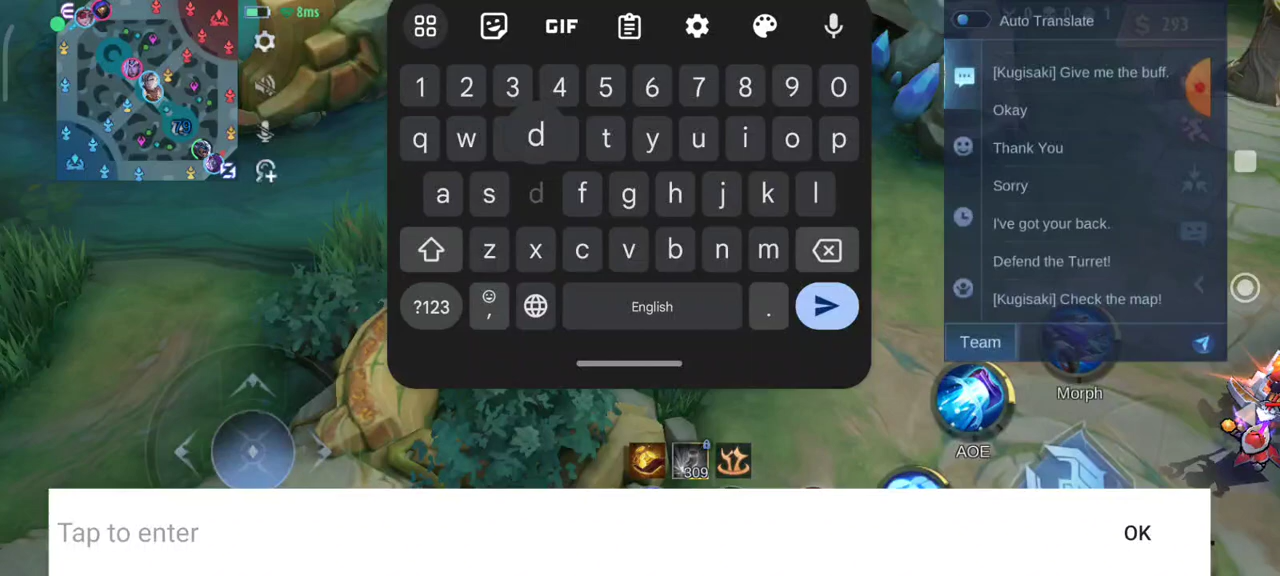 8ms
GIF
1 2 3 4 5 6 7 8 9 0
q w d t y u i o p
a s d f g h j k l
z x c v b n m
?123 , English .
Auto Translate
$ 293
[Kugisaki] Give me the buff.
Okay
Thank You
Sorry
I've got your back.
Defend the Turret!
[Kugisaki] Check the map!
Team
Morph
AOE
309
79
Tap to enter
OK